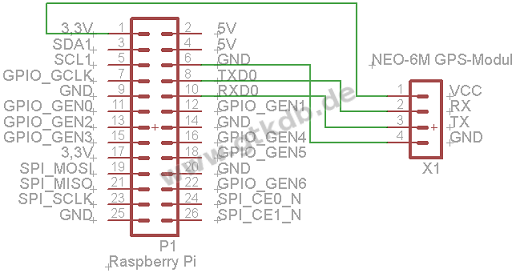 3,3V 1 2 5V
SDA1 3 4 5V
SCL1 5 6 GND
GPIO_GCLK 7 8 TXD0
GND 9 10 RXD0
GPIO_GEN0 11 12 GPIO_GEN1
GPIO_GEN2 13 14 GND
GPIO_GEN3 15 16 GPIO_GEN4
3,3V 17 18 GPIO_GEN5
SPI_MOSI 19 20 GND
SPI_MISO 21 22 GPIO_GEN6
SPI_SCLK 23 24 SPI_CE0_N
GND 25 26 SPI_CE1_N
P1
Raspberry Pi
NEO-6M GPS-Modul
1 VCC
2 RX
3 TX
4 GND
X1